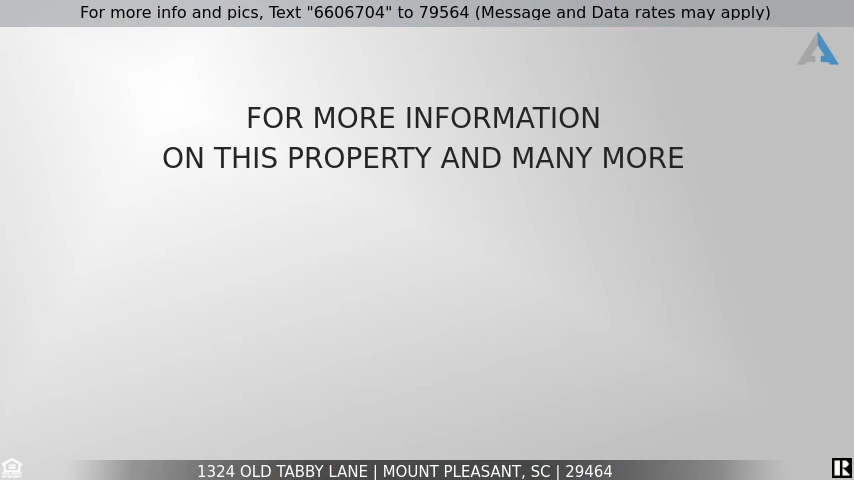 For more info and pics, Text "6606704" to 79564 (Message and Data rates may apply)
FOR MORE INFORMATION
ON THIS PROPERTY AND MANY MORE
1324 OLD TABBY LANE | MOUNT PLEASANT, SC | 29464